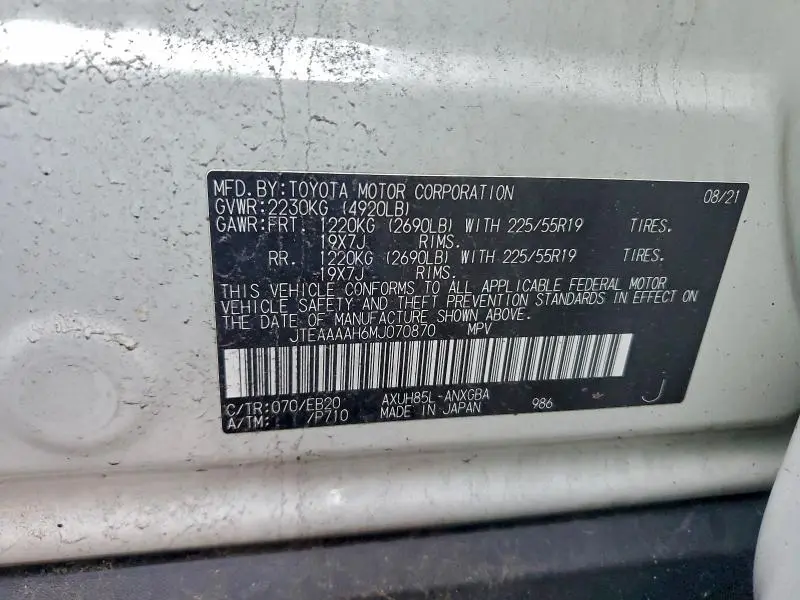 MFD.BY:TOYOTA MOTOR CORPORATION 08/21
GVWR:2230KG (4920LB)
GAWR:FRT. 1220KG (2690LB) WITH 225/55R19 TIRES.
19X7J RIMS.
RR. 1220KG (2690LB) WITH 225/55R19 TIRES.
19X7J RIMS.
THIS VEHICLE CONFORMS TO ALL APPLICABLE FEDERAL MOTOR
VEHICLE SAFETY AND THEFT PREVENTION STANDARDS IN EFFECT ON
THE DATE OF MANUFACTURE SHOWN ABOVE.
JTEAAAAH6MJ070870 MPV
C/TR:070/EB20 AXUH85L-ANXGBA 986 J
A/TM: /P710 MADE IN JAPAN